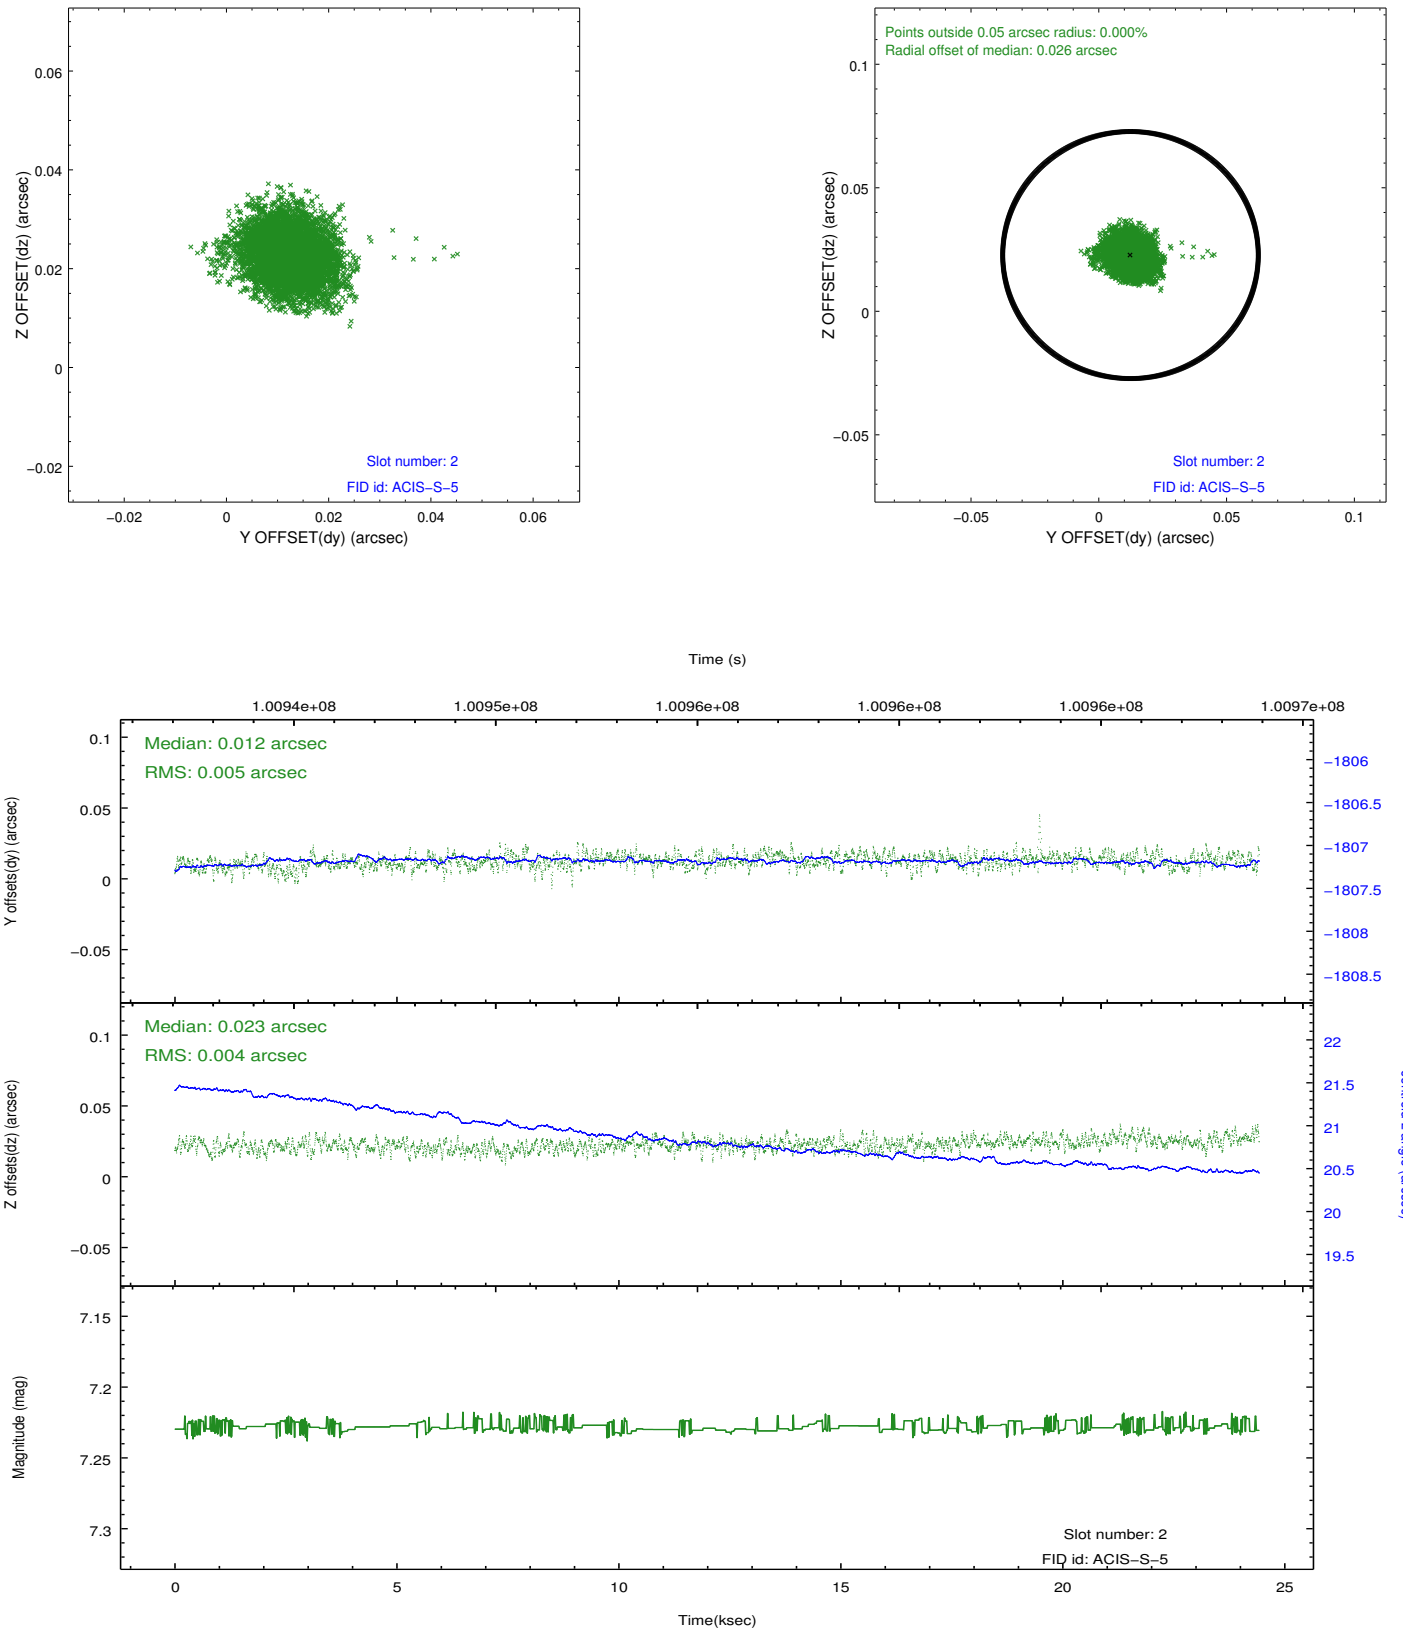 0.06
0.04
0.02
0
−0.02
Z OFFSET(dz) (arcsec)
Slot number: 2
FID id: ACIS−S−5
−0.02
0
0.02
0.04
0.06
Y OFFSET(dy) (arcsec)
Points outside 0.05 arcsec radius: 0.000%
Radial offset of median: 0.026 arcsec
0.1
0.05
0
−0.05
Z OFFSET(dz) (arcsec)
Slot number: 2
FID id: ACIS−S−5
−0.05
0
0.05
0.1
Y OFFSET(dy) (arcsec)
Time (s)
1.0094e+08
1.0095e+08
1.0096e+08
1.0096e+08
1.0096e+08
1.0097e+08
Median: 0.012 arcsec
RMS: 0.005 arcsec
0.1
0.05
0
−0.05
Y offsets(dy) (arcsec)
−1806
−1806.5
−1807
−1807.5
−1808
−1808.5
Median: 0.023 arcsec
RMS: 0.004 arcsec
0.1
0.05
0
−0.05
Z offsets(dz) (arcsec)
22
21.5
21
20.5
20
19.5
7.15
7.2
7.25
7.3
Magnitude (mag)
Slot number: 2
FID id: ACIS−S−5
0
5
10
15
20
25
Time(ksec)